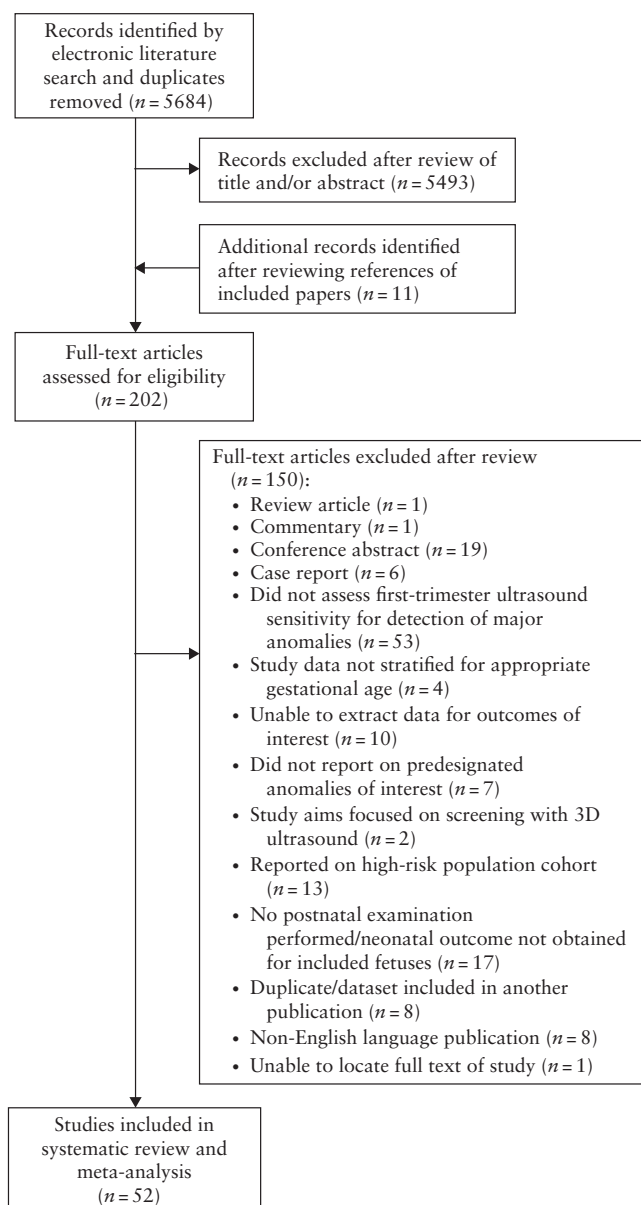 Records identified by
electronic literature
search and duplicates
removed (n = 5684)
Records excluded after review of
title and/or abstract (n = 5493)
Additional records identified
after reviewing references of
included papers (n = 11)
Full-text articles
assessed for eligibility
(n = 202)
Full-text articles excluded after review
(n = 150):
• Review article (n = 1)
• Commentary (n = 1)
• Conference abstract (n = 19)
• Case report (n = 6)
• Did not assess first-trimester ultrasound
sensitivity for detection of major
anomalies (n = 53)
• Study data not stratified for appropriate
gestational age (n = 4)
• Unable to extract data for outcomes of
interest (n = 10)
• Did not report on predesignated
anomalies of interest (n = 7)
• Study aims focused on screening with 3D
ultrasound (n = 2)
• Reported on high-risk population cohort
(n = 13)
• No postnatal examination
performed/neonatal outcome not obtained
for included fetuses (n = 17)
• Duplicate/dataset included in another
publication (n = 8)
• Non-English language publication (n = 8)
• Unable to locate full text of study (n = 1)
Studies included in
systematic review and
meta-analysis
(n = 52)